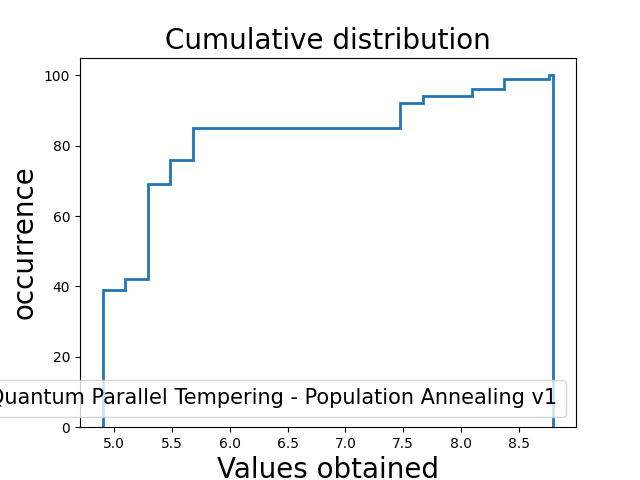 Cumulative distribution
100
80
60
40
20
0
occurrence
Parallel Tempering - Population Annealing v1
5.0 5.5 6.0 6.5 7.0 7.5 8.0 8.5
Values obtained